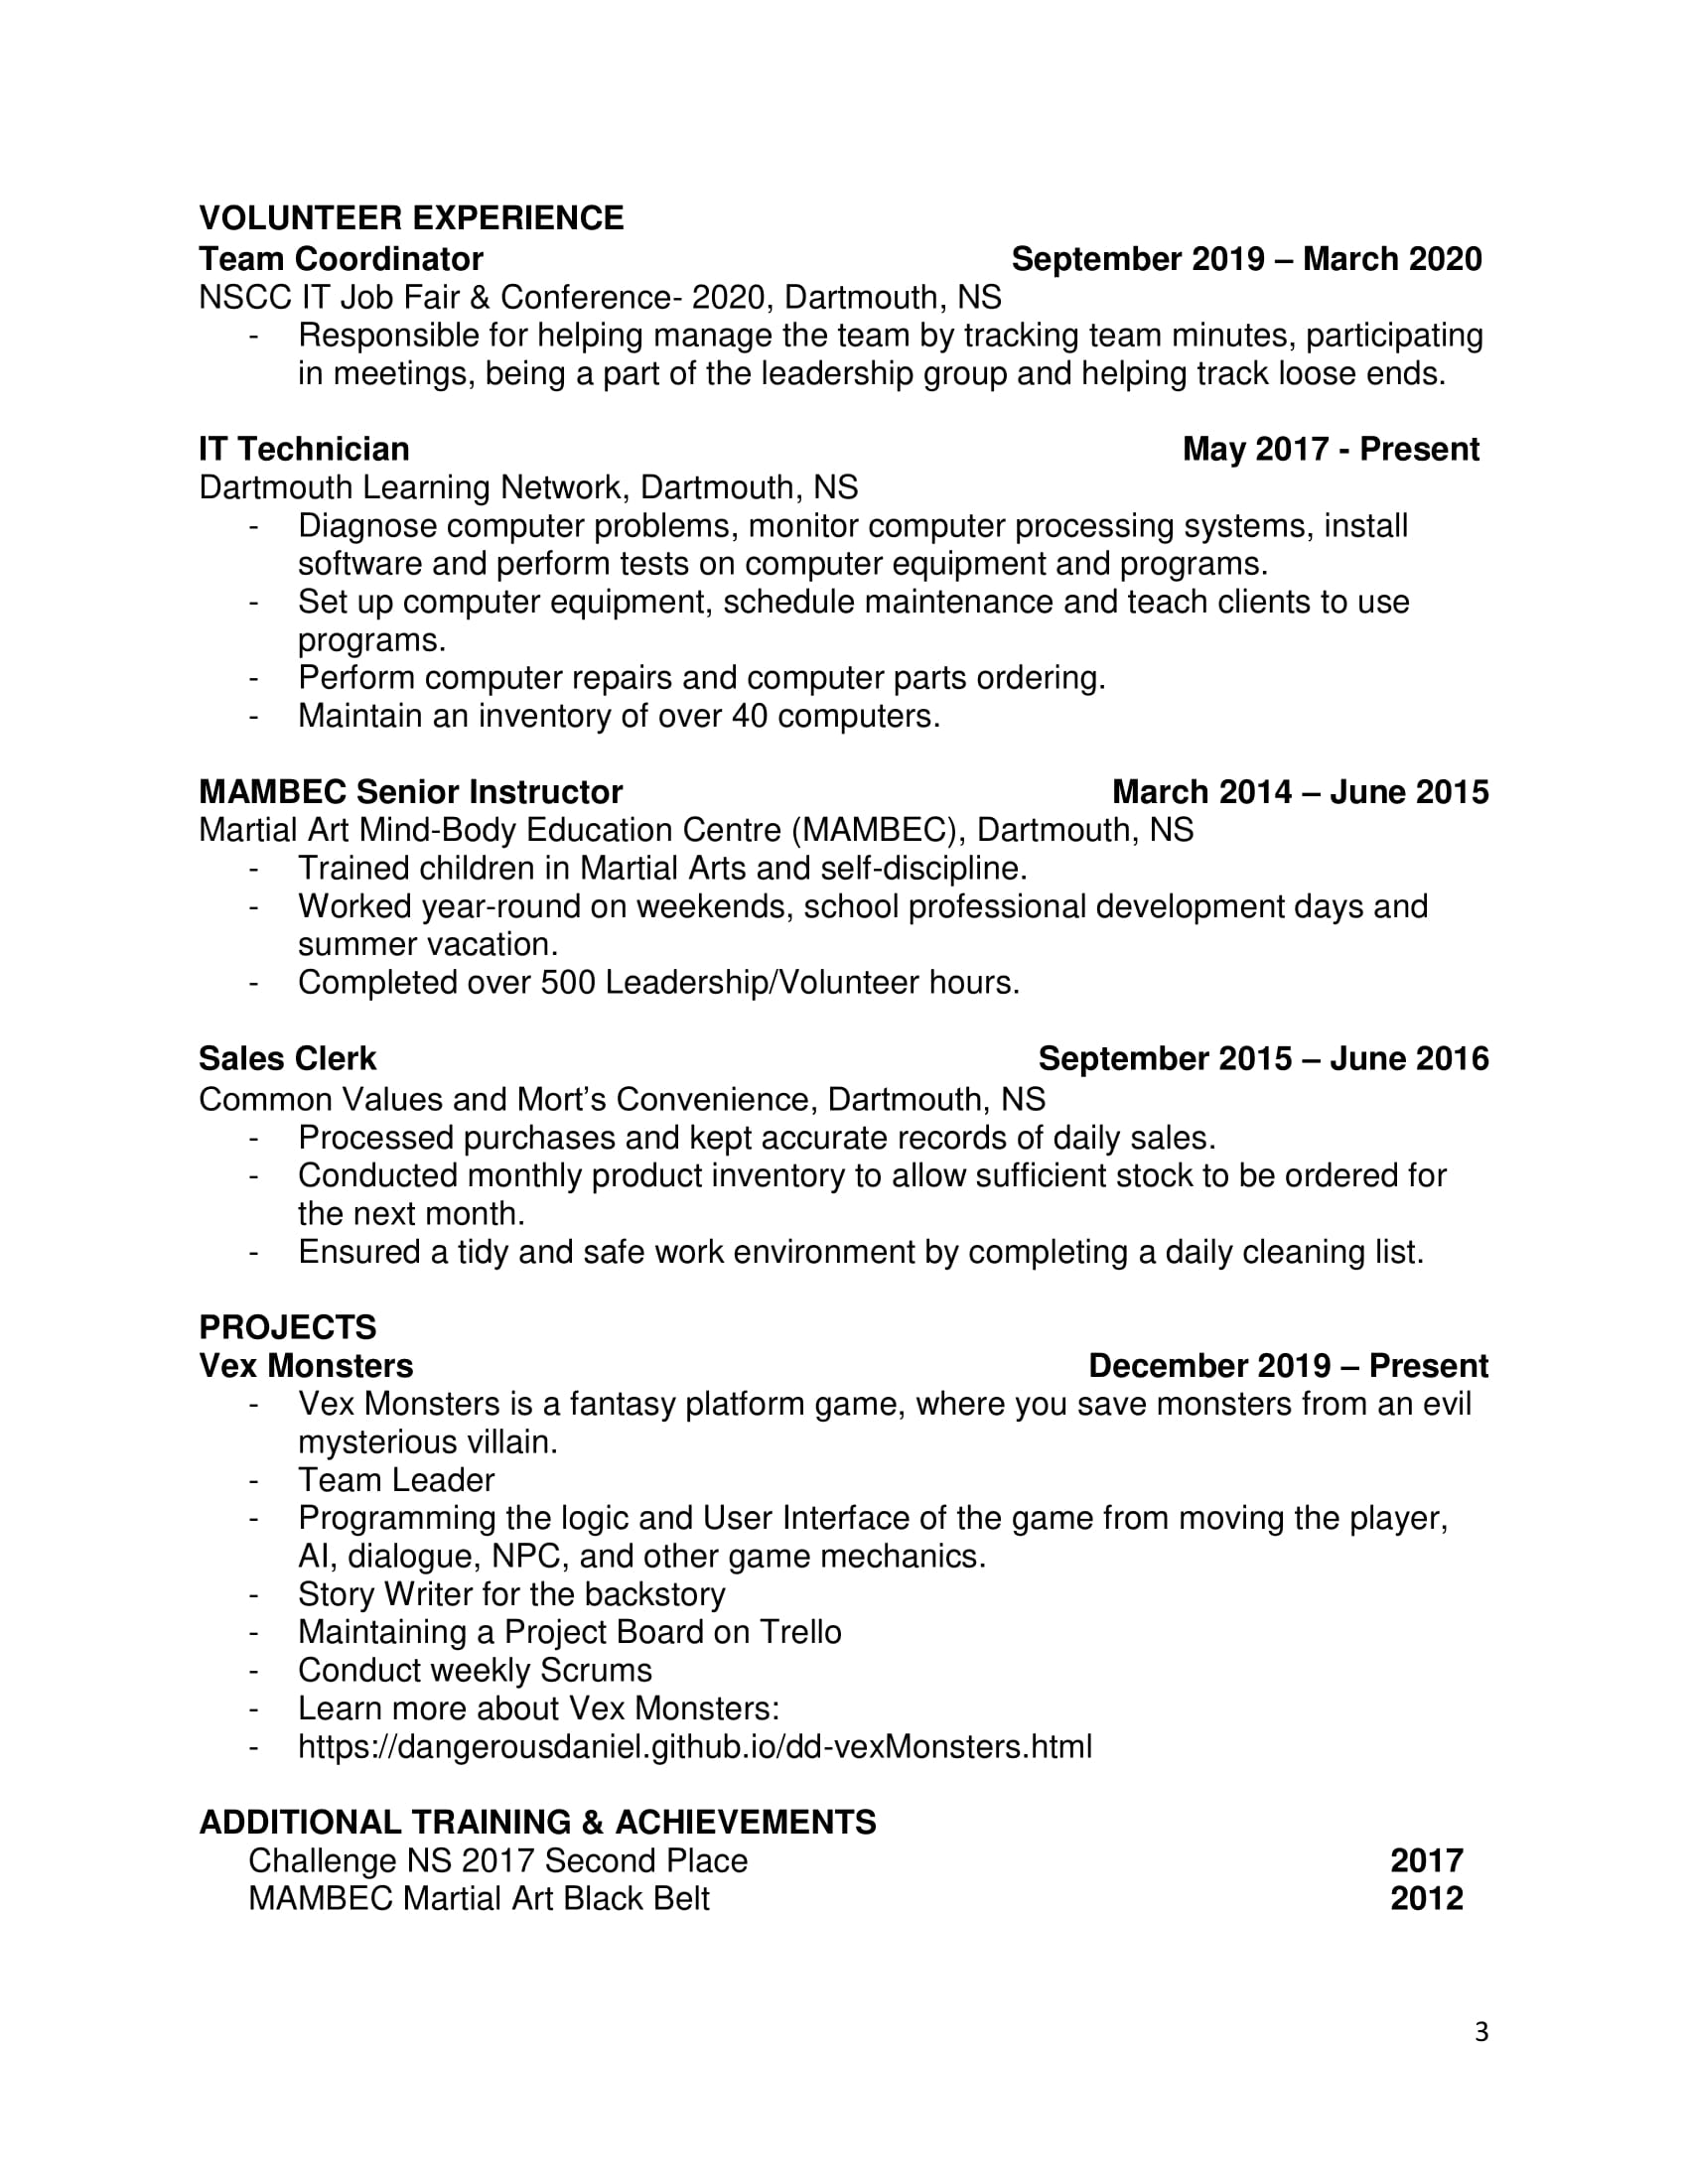 VOLUNTEER EXPERIENCE
Team Coordinator September 2019 – March 2020
NSCC IT Job Fair & Conference- 2020, Dartmouth, NS
- Responsible for helping manage the team by tracking team minutes, participating
in meetings, being a part of the leadership group and helping track loose ends.
IT Technician May 2017 - Present
Dartmouth Learning Network, Dartmouth, NS
- Diagnose computer problems, monitor computer processing systems, install
software and perform tests on computer equipment and programs.
- Set up computer equipment, schedule maintenance and teach clients to use
programs.
- Perform computer repairs and computer parts ordering.
- Maintain an inventory of over 40 computers.
MAMBEC Senior Instructor March 2014 – June 2015
Martial Art Mind-Body Education Centre (MAMBEC), Dartmouth, NS
- Trained children in Martial Arts and self-discipline.
- Worked year-round on weekends, school professional development days and
summer vacation.
- Completed over 500 Leadership/Volunteer hours.
Sales Clerk September 2015 – June 2016
Common Values and Mort’s Convenience, Dartmouth, NS
- Processed purchases and kept accurate records of daily sales.
- Conducted monthly product inventory to allow sufficient stock to be ordered for
the next month.
- Ensured a tidy and safe work environment by completing a daily cleaning list.
PROJECTS
Vex Monsters December 2019 – Present
- Vex Monsters is a fantasy platform game, where you save monsters from an evil
mysterious villain.
- Team Leader
- Programming the logic and User Interface of the game from moving the player,
AI, dialogue, NPC, and other game mechanics.
- Story Writer for the backstory
- Maintaining a Project Board on Trello
- Conduct weekly Scrums
- Learn more about Vex Monsters:
- https://dangerousdaniel.github.io/dd-vexMonsters.html
ADDITIONAL TRAINING & ACHIEVEMENTS
Challenge NS 2017 Second Place 2017
MAMBEC Martial Art Black Belt 2012
3